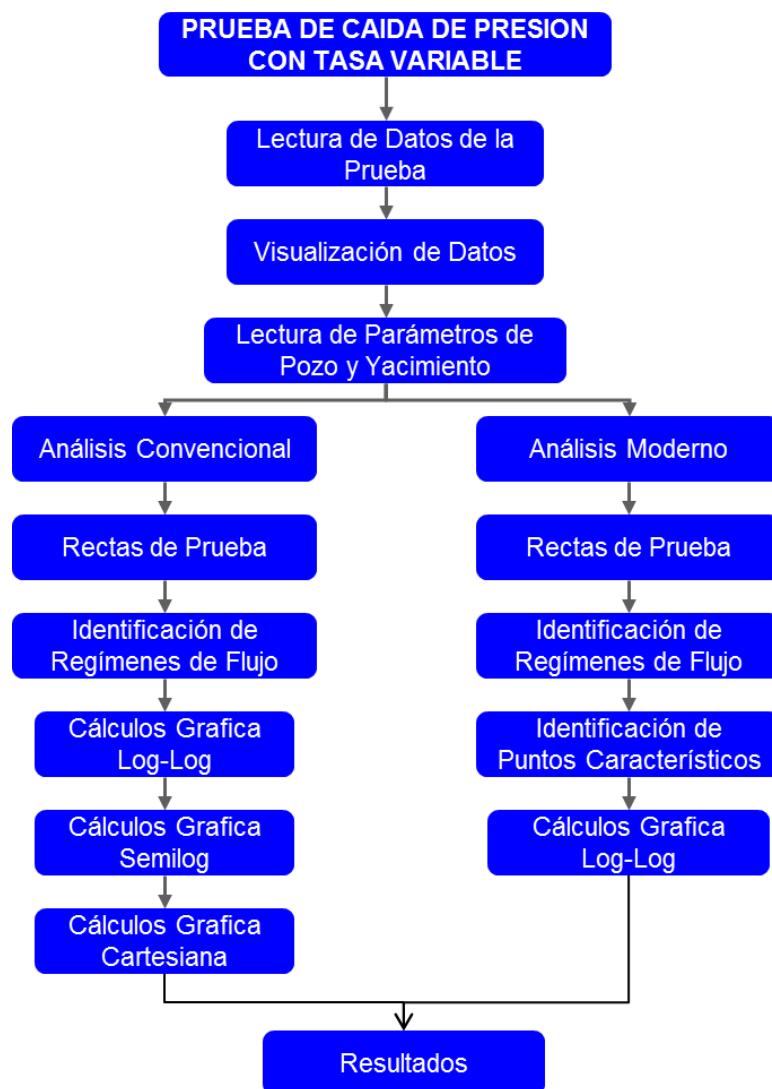 PRUEBA DE CAIDA DE PRESION
CON TASA VARIABLE
Lectura de Datos de la
Prueba
Visualización de Datos
Lectura de Parámetros de
Pozo y Yacimiento
Análisis Convencional
Rectas de Prueba
Identificación de
Regímenes de Flujo
Cálculos Grafica
Log-Log
Cálculos Grafica
Semilog
Cálculos Grafica
Cartesiana
Análisis Moderno
Rectas de Prueba
Identificación de
Regímenes de Flujo
Identificación de
Puntos Característicos
Cálculos Grafica
Log-Log
Resultados